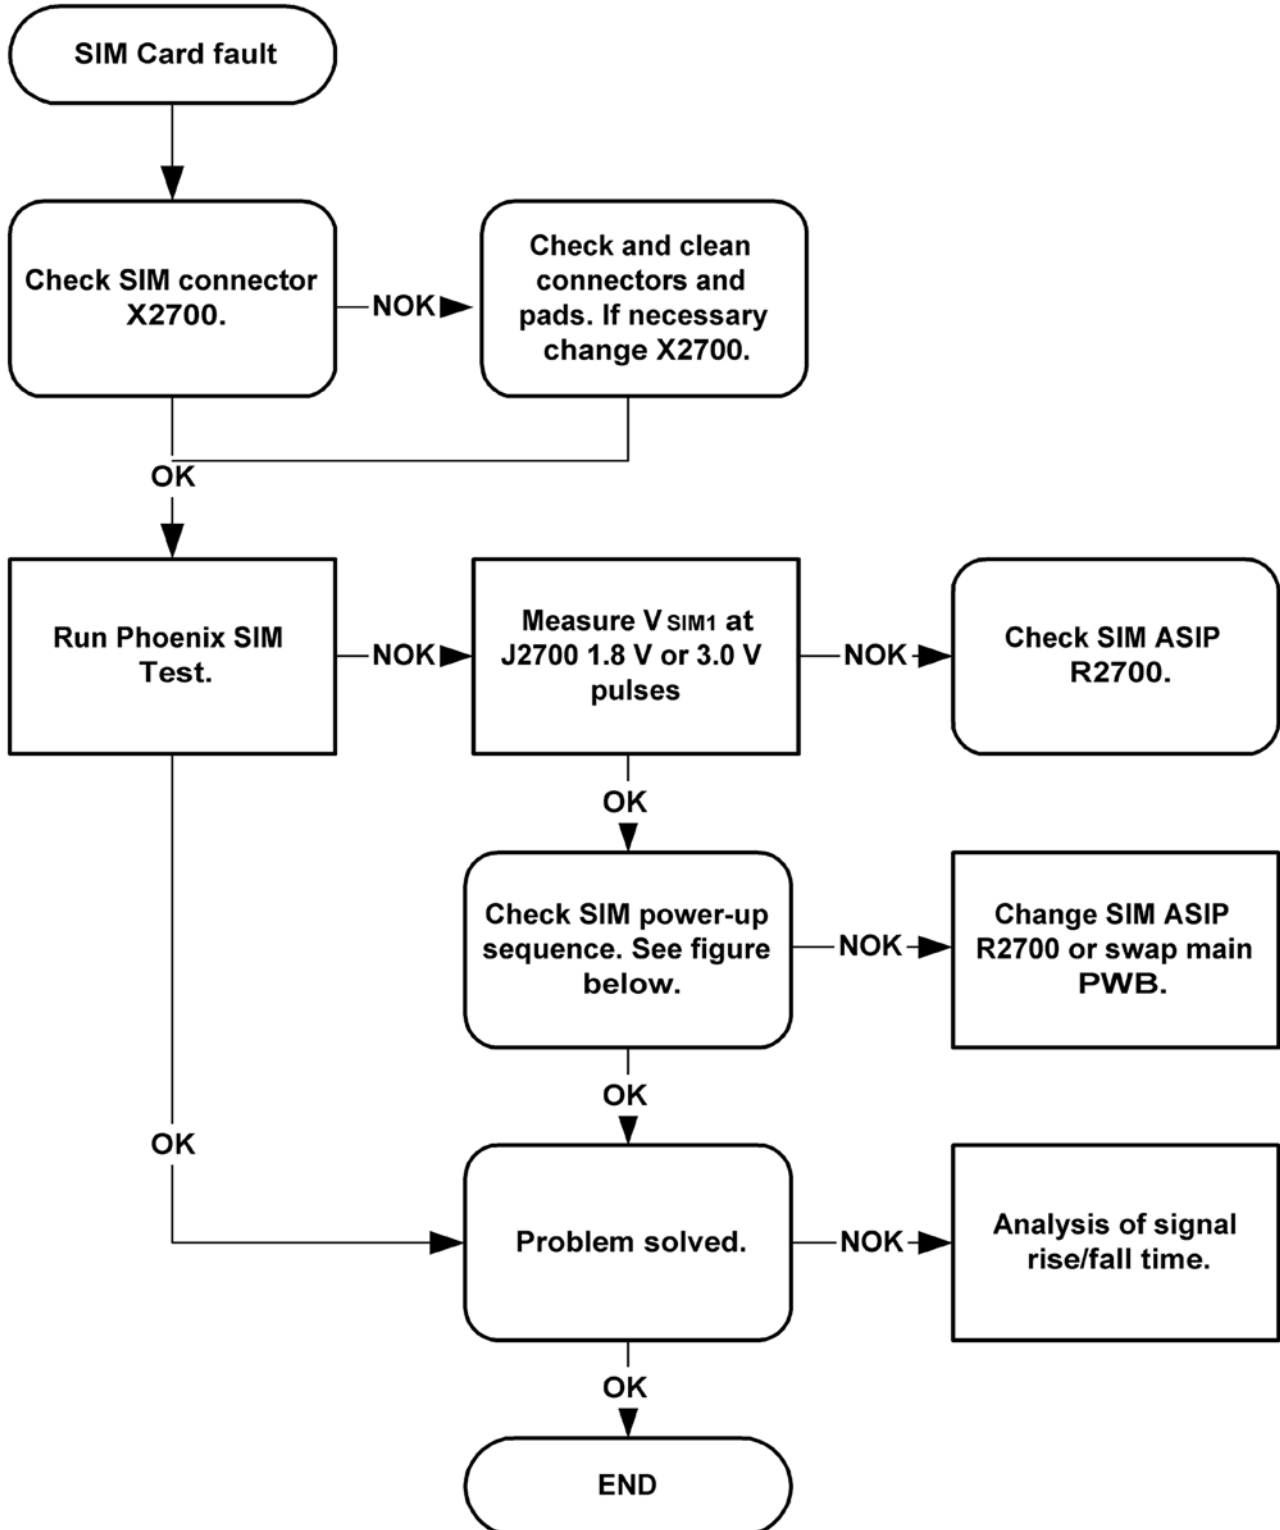 SIM Card fault
Check SIM connector
X2700.
NOK
Check and clean
connectors and
pads. If necessary
change X2700.
OK
Run Phoenix SIM
Test.
NOK
Measure VSIM1 at
J2700 1.8 V or 3.0 V
pulses
NOK
Check SIM ASIP
R2700.
OK
Check SIM power-up
sequence. See figure
below.
NOK
Change SIM ASIP
R2700 or swap main
PWB.
OK
OK
Problem solved.
NOK
Analysis of signal
rise/fall time.
OK
END